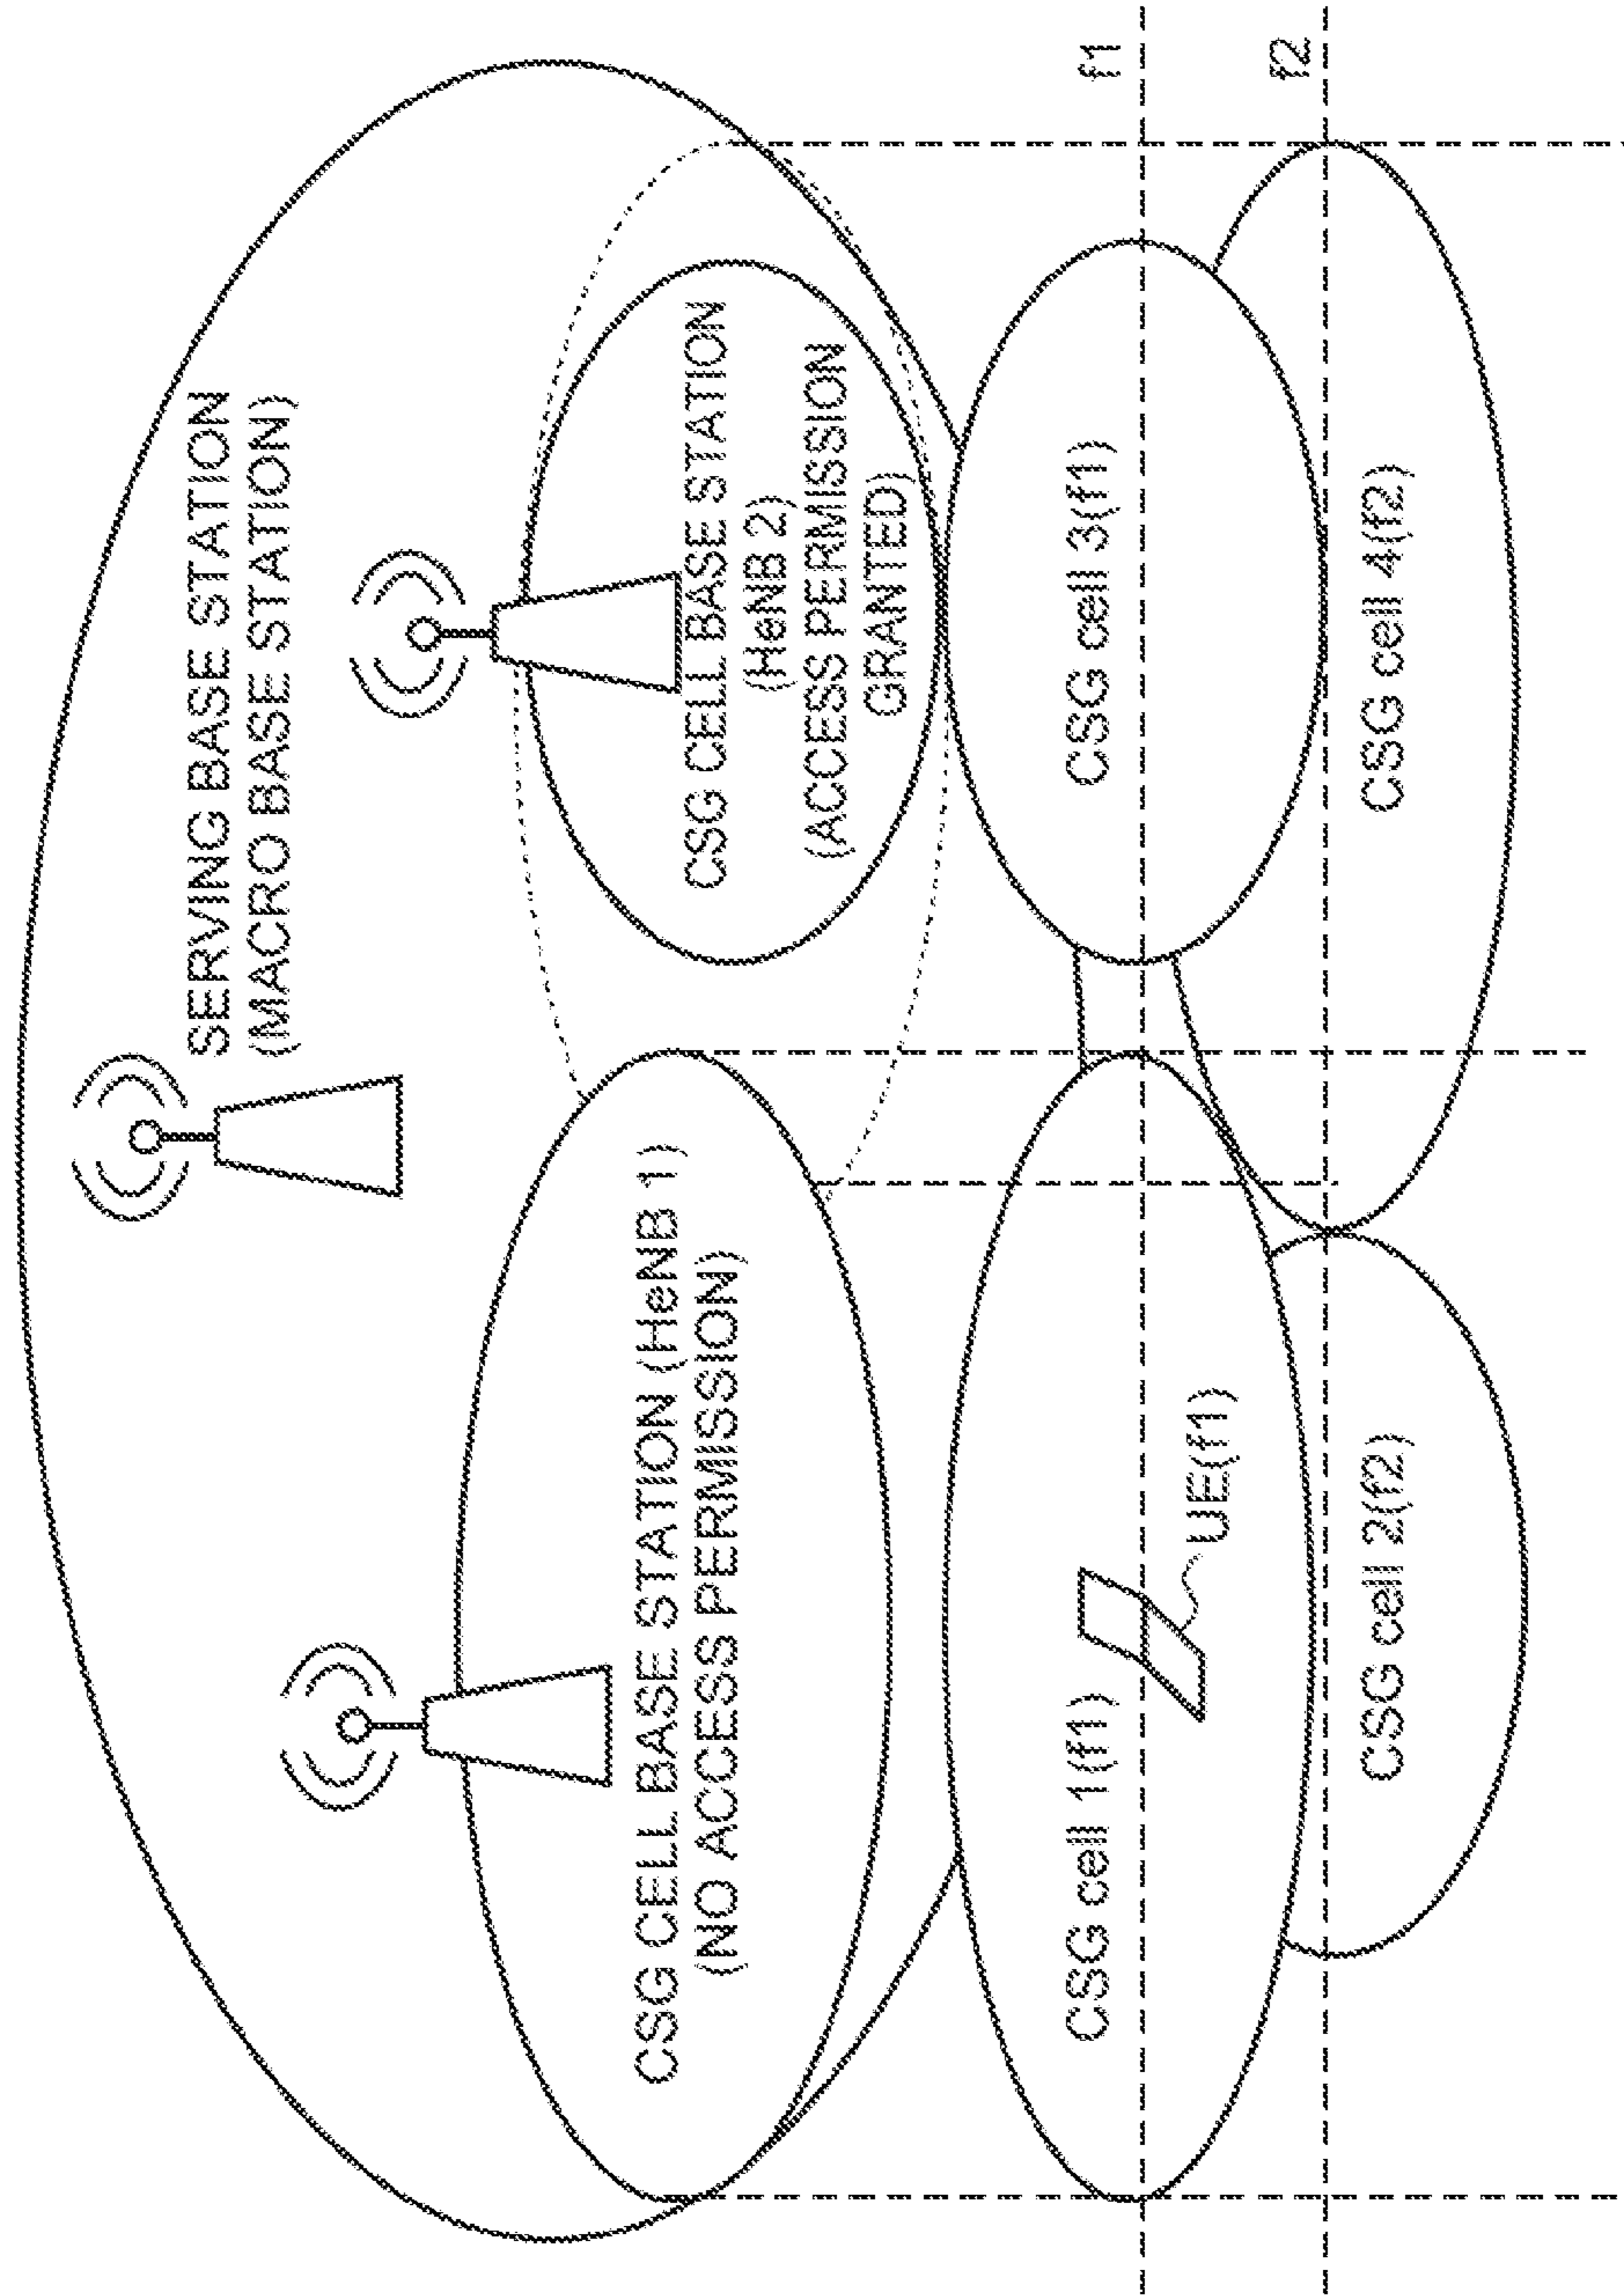 SERVING BASE STATION
(MACRO BASE STATION)
CSG CELL BASE STATION (HeNB 1)
(NO ACCESS PERMISSION)
CSG CELL BASE STATION
(HeNB 2)
(ACCESS PERMISSION
GRANTED)
CSG cell 1(f1)
UE(f1)
CSG cell 3(f1)
f1
CSG cell 2(f2)
CSG cell 4(f2)
f2